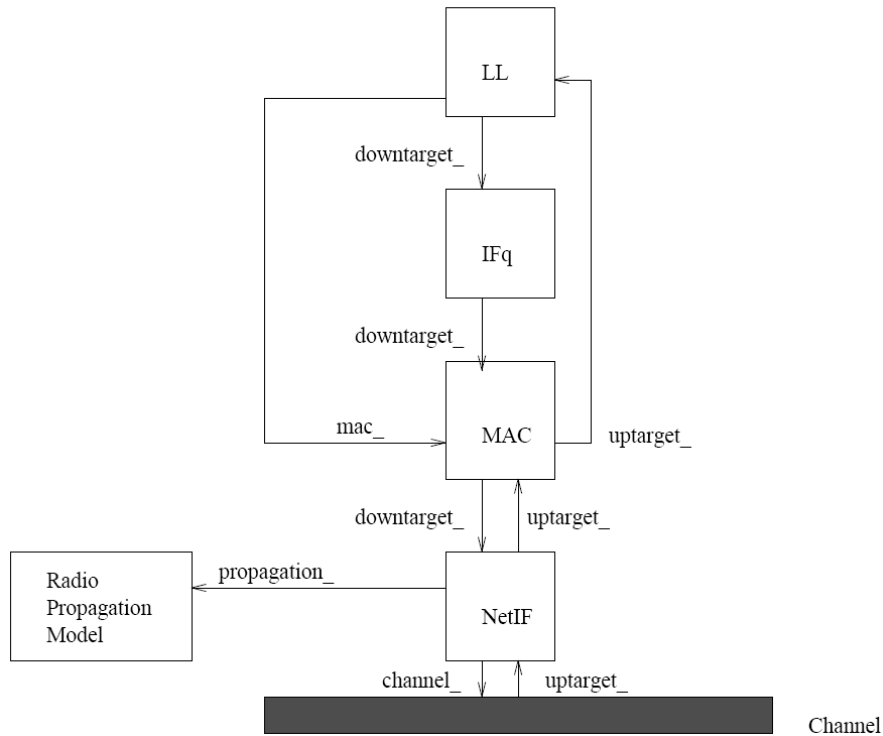 LL
downtarget_
IFq
downtarget_
mac_
MAC
uptarget_
downtarget_
uptarget_
Radio
Propagation
Model
propagation_
NetIF
channel_
uptarget_
Channel